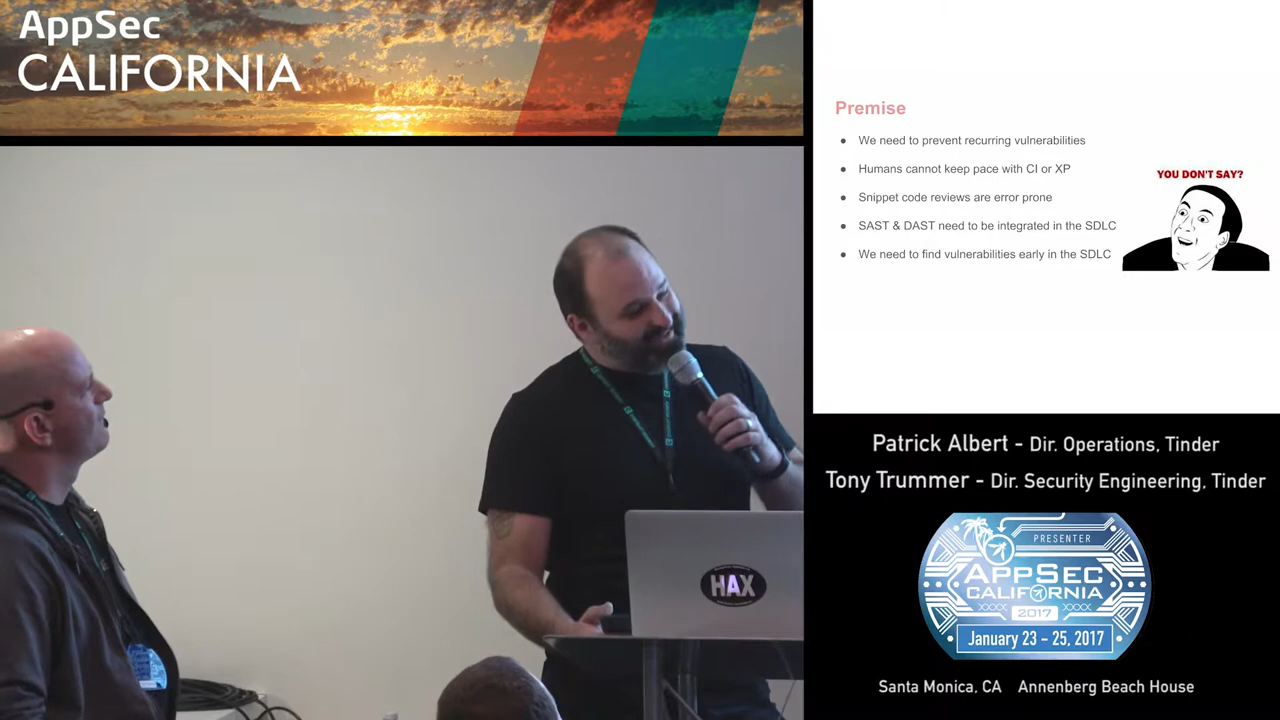 AppSec
CALIFORNIA
Premise
● We need to prevent recurring vulnerabilities
● Humans cannot keep pace with CI or XP
● Snippet code reviews are error prone
● SAST & DAST need to be integrated in the SDLC
● We need to find vulnerabilities early in the SDLC
YOU DON'T SAY?
HAX
Patrick Albert - Dir. Operations, Tinder
Tony Trummer - Dir. Security Engineering, Tinder
PRESENTER
APPSEC
CALIFORNIA
XXXX 2017 XXXX
January 23 - 25, 2017
Santa Monica, CA Annenberg Beach House